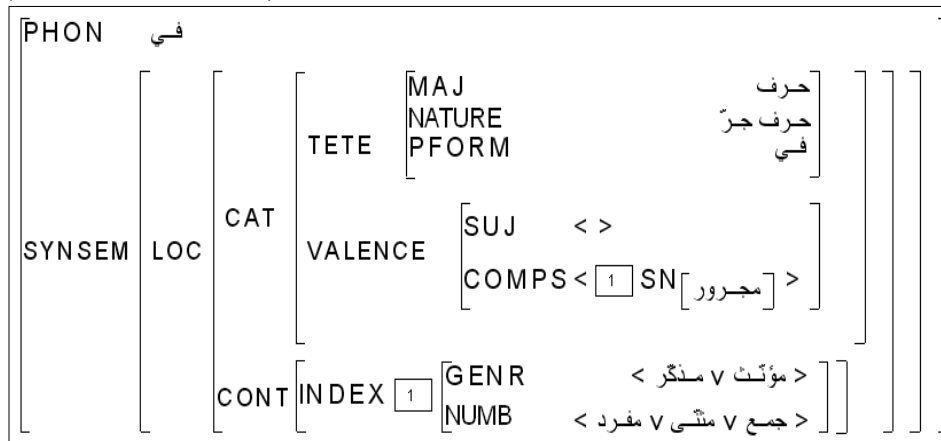 PHON في
MAJ حرف
NATURE حرف جرّ
TETE PFORM في
CAT
SUJ < >
SYNSEM LOC VALENCE
COMPS < 1 SN [مجرور] >
GENR < مؤنّث v مذكّر >
CONT INDEX 1
NUMB < جمع v مثنّى v مفرد >